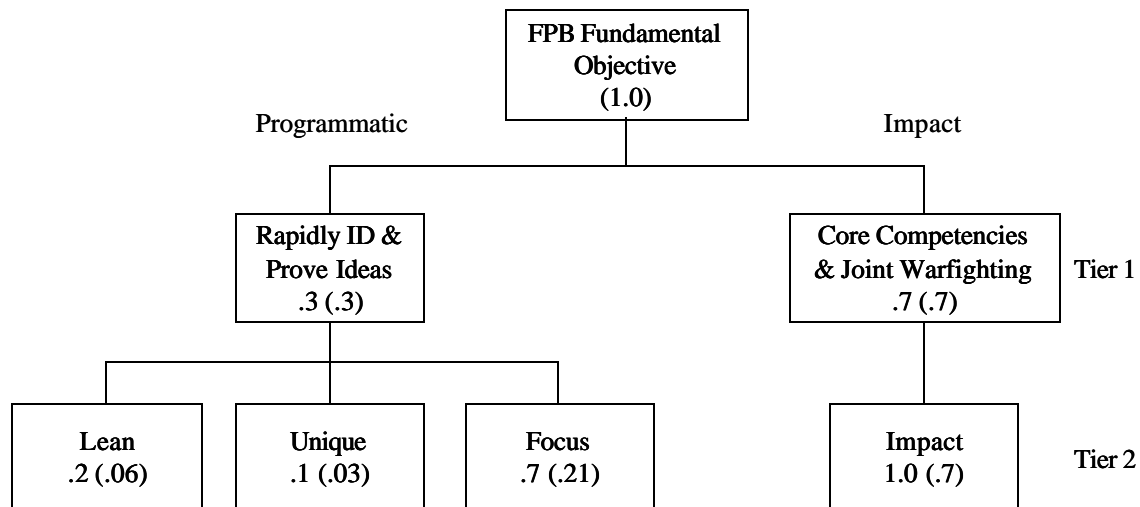 FPB Fundamental
Objective
(1.0)
Programmatic
Impact
Rapidly ID &
Prove Ideas
.3 (.3)
Core Competencies
& Joint Warfighting
.7 (.7)
Tier 1
Lean
.2 (.06)
Unique
.1 (.03)
Focus
.7 (.21)
Impact
1.0 (.7)
Tier 2